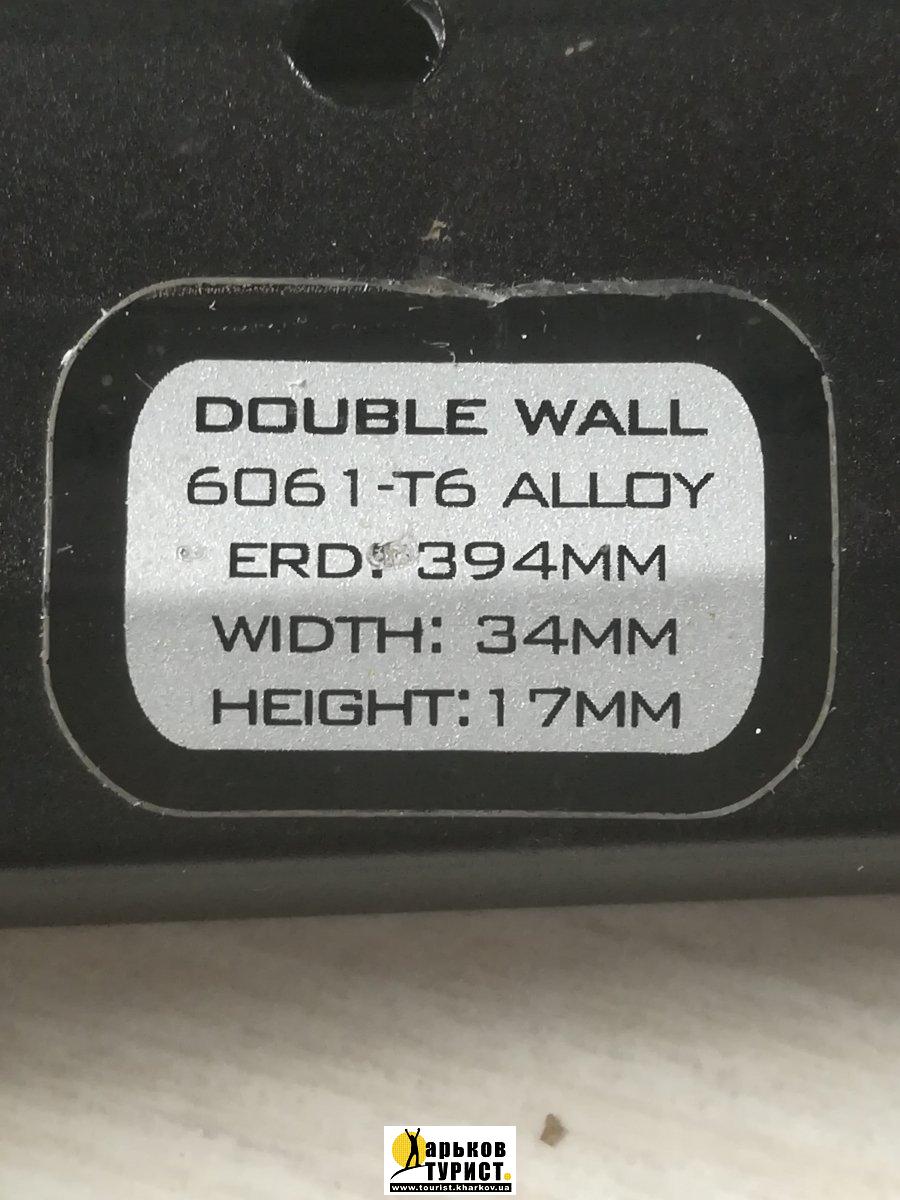 DOUBLE WALL
6061-T6 ALLOY
ERD: 394MM
WIDTH: 34MM
HEIGHT:17MM
Харьков
ТУРИСТ.
www.tourist.kharkov.ua